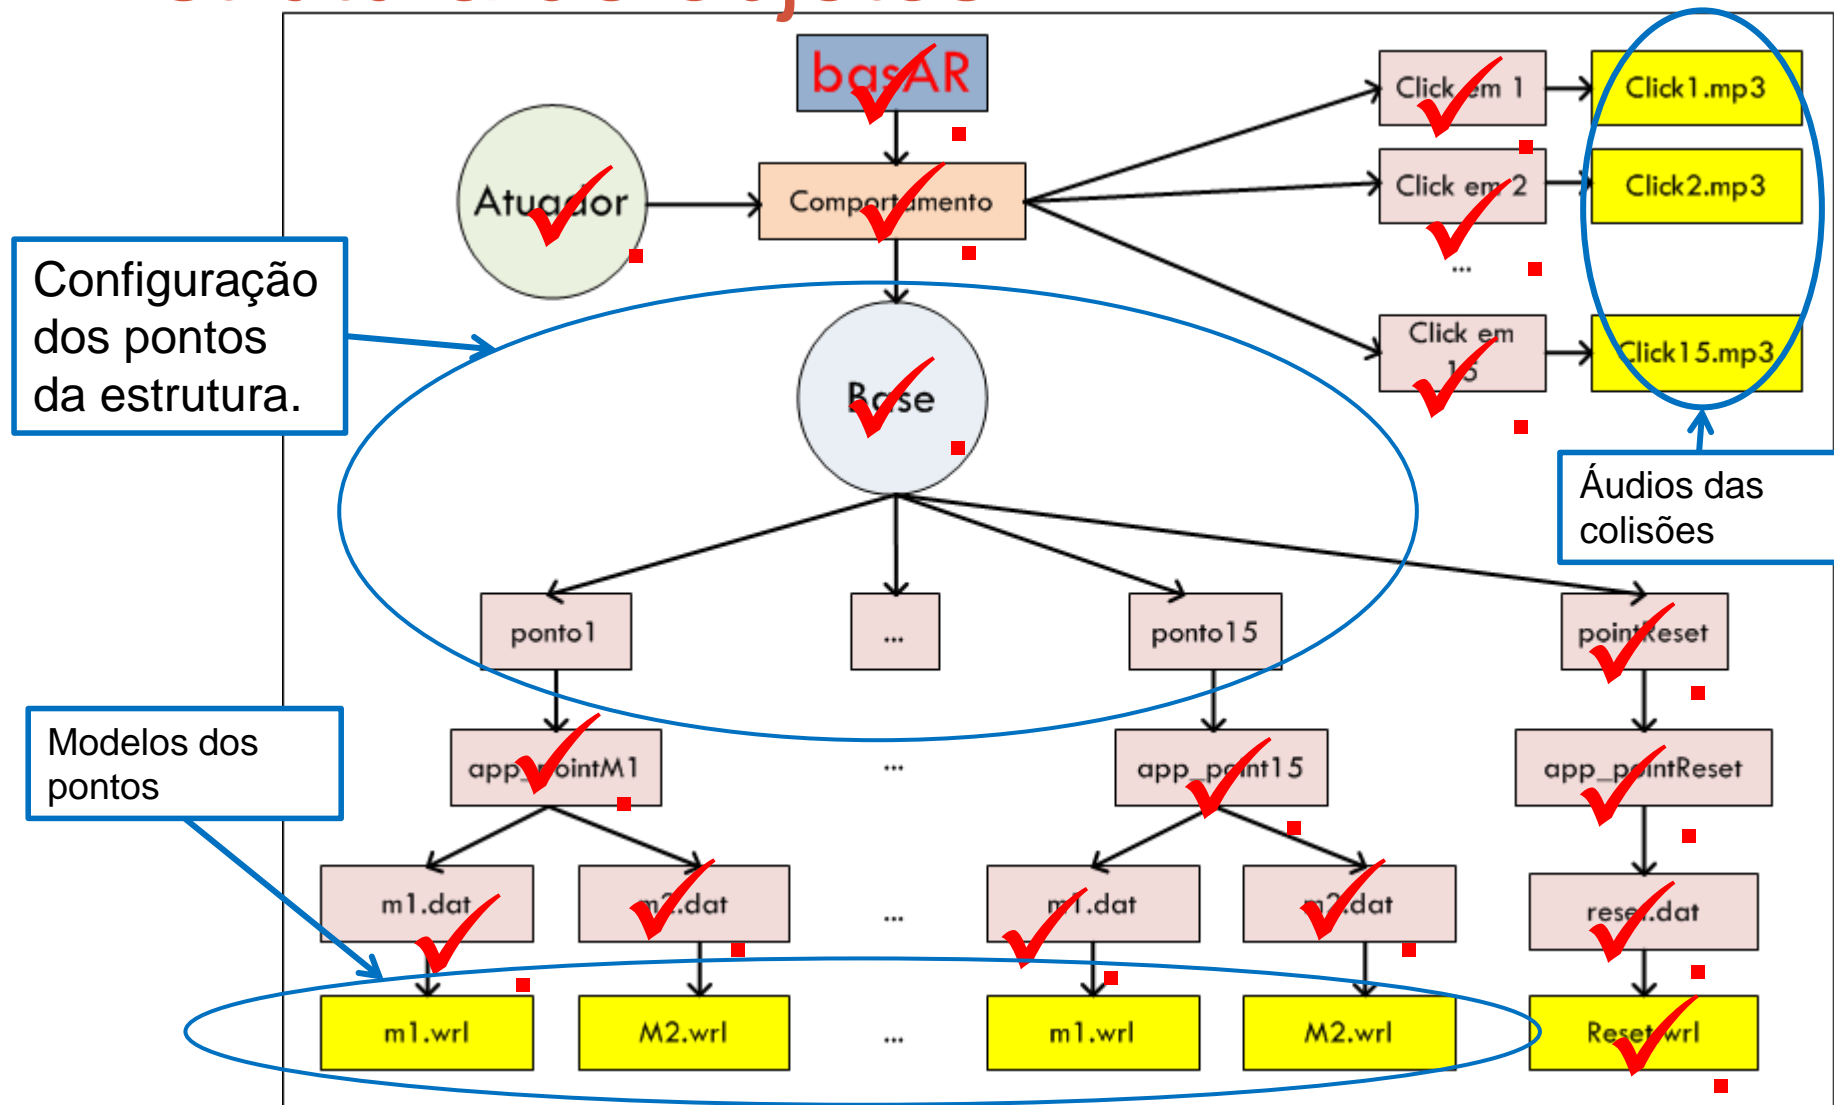 basAR
Click em 1
Click1.mp3
Atuador
Comportamento
Click em 2
Click2.mp3
...
Configuração
dos pontos
da estrutura.
Click em
15
Click15.mp3
Base
Áudios das
colisões
ponto1
...
ponto15
pointReset
Modelos dos
pontos
app_pointM1
...
app_point15
app_pointReset
m1.dat
m2.dat
...
m1.dat
m2.dat
reset.dat
m1.wrl
M2.wrl
...
m1.wrl
M2.wrl
Reset.wrl